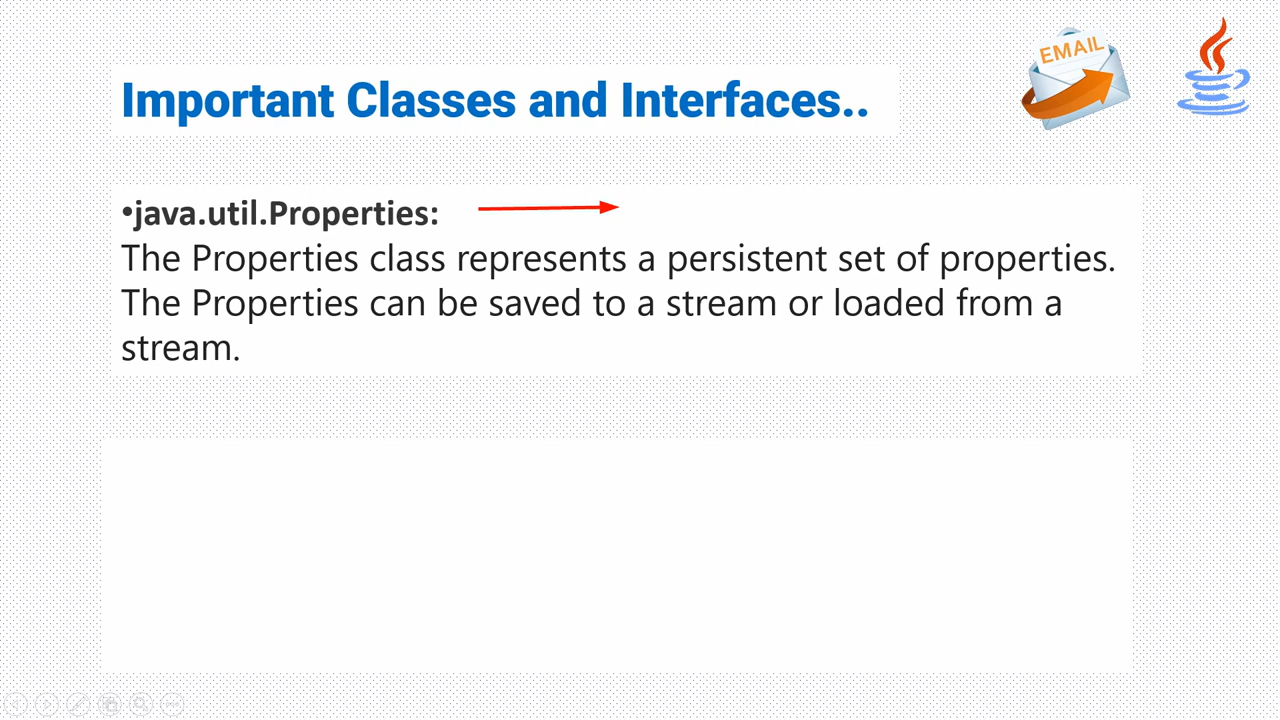 EMAIL
Important Classes and Interfaces..
•java.util.Properties:
The Properties class represents a persistent set of properties.
The Properties can be saved to a stream or loaded from a
stream.